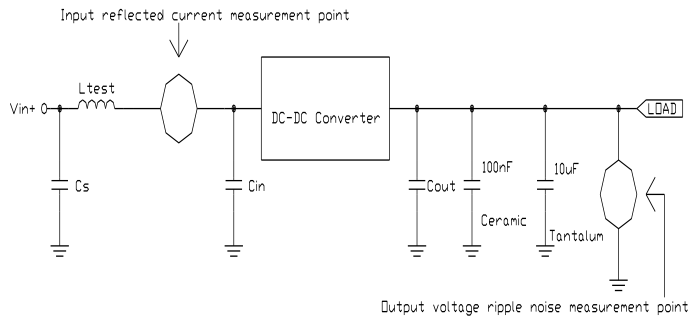 Input reflected current measurement point
Ltest
Vin+
LOAD
DC-DC Converter
100nF
10uF
Cs
Cin
Cout
Ceramic
Tantalum
Output voltage ripple noise measurement point